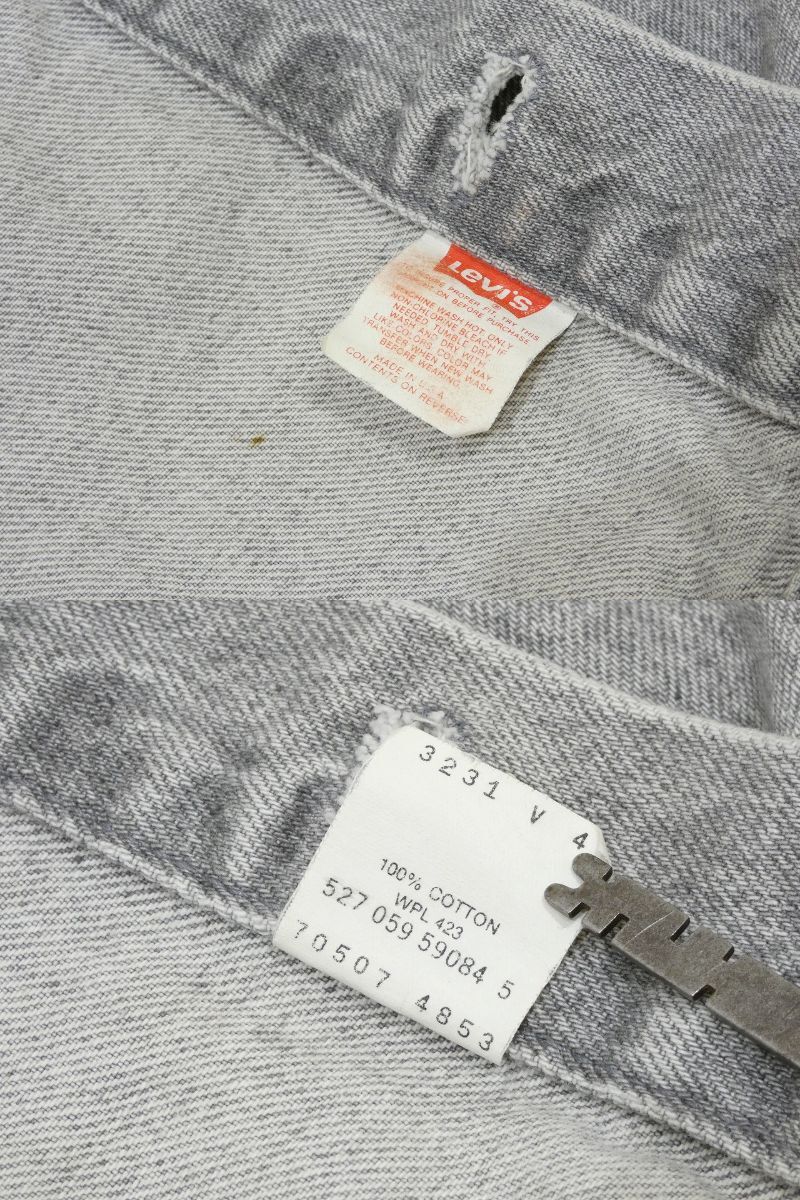 Levi's
®
PROPER FIT, TRY THIS
ON BEFORE PURCHASE
MACHINE WASH HOT ONLY
NON-CHLORINE BLEACH IF
NEEDED. TUMBLE DRY.
WASH AND DRY WITH
LIKE COLORS. COLOR MAY
TRANSFER WHEN NEW WASH
BEFORE WEARING.
MADE IN U.S.A
CONTENTS ON REVERSE
3231 V 4
100% COTTON
WPL 423
527 059 59084 5
70507 4853